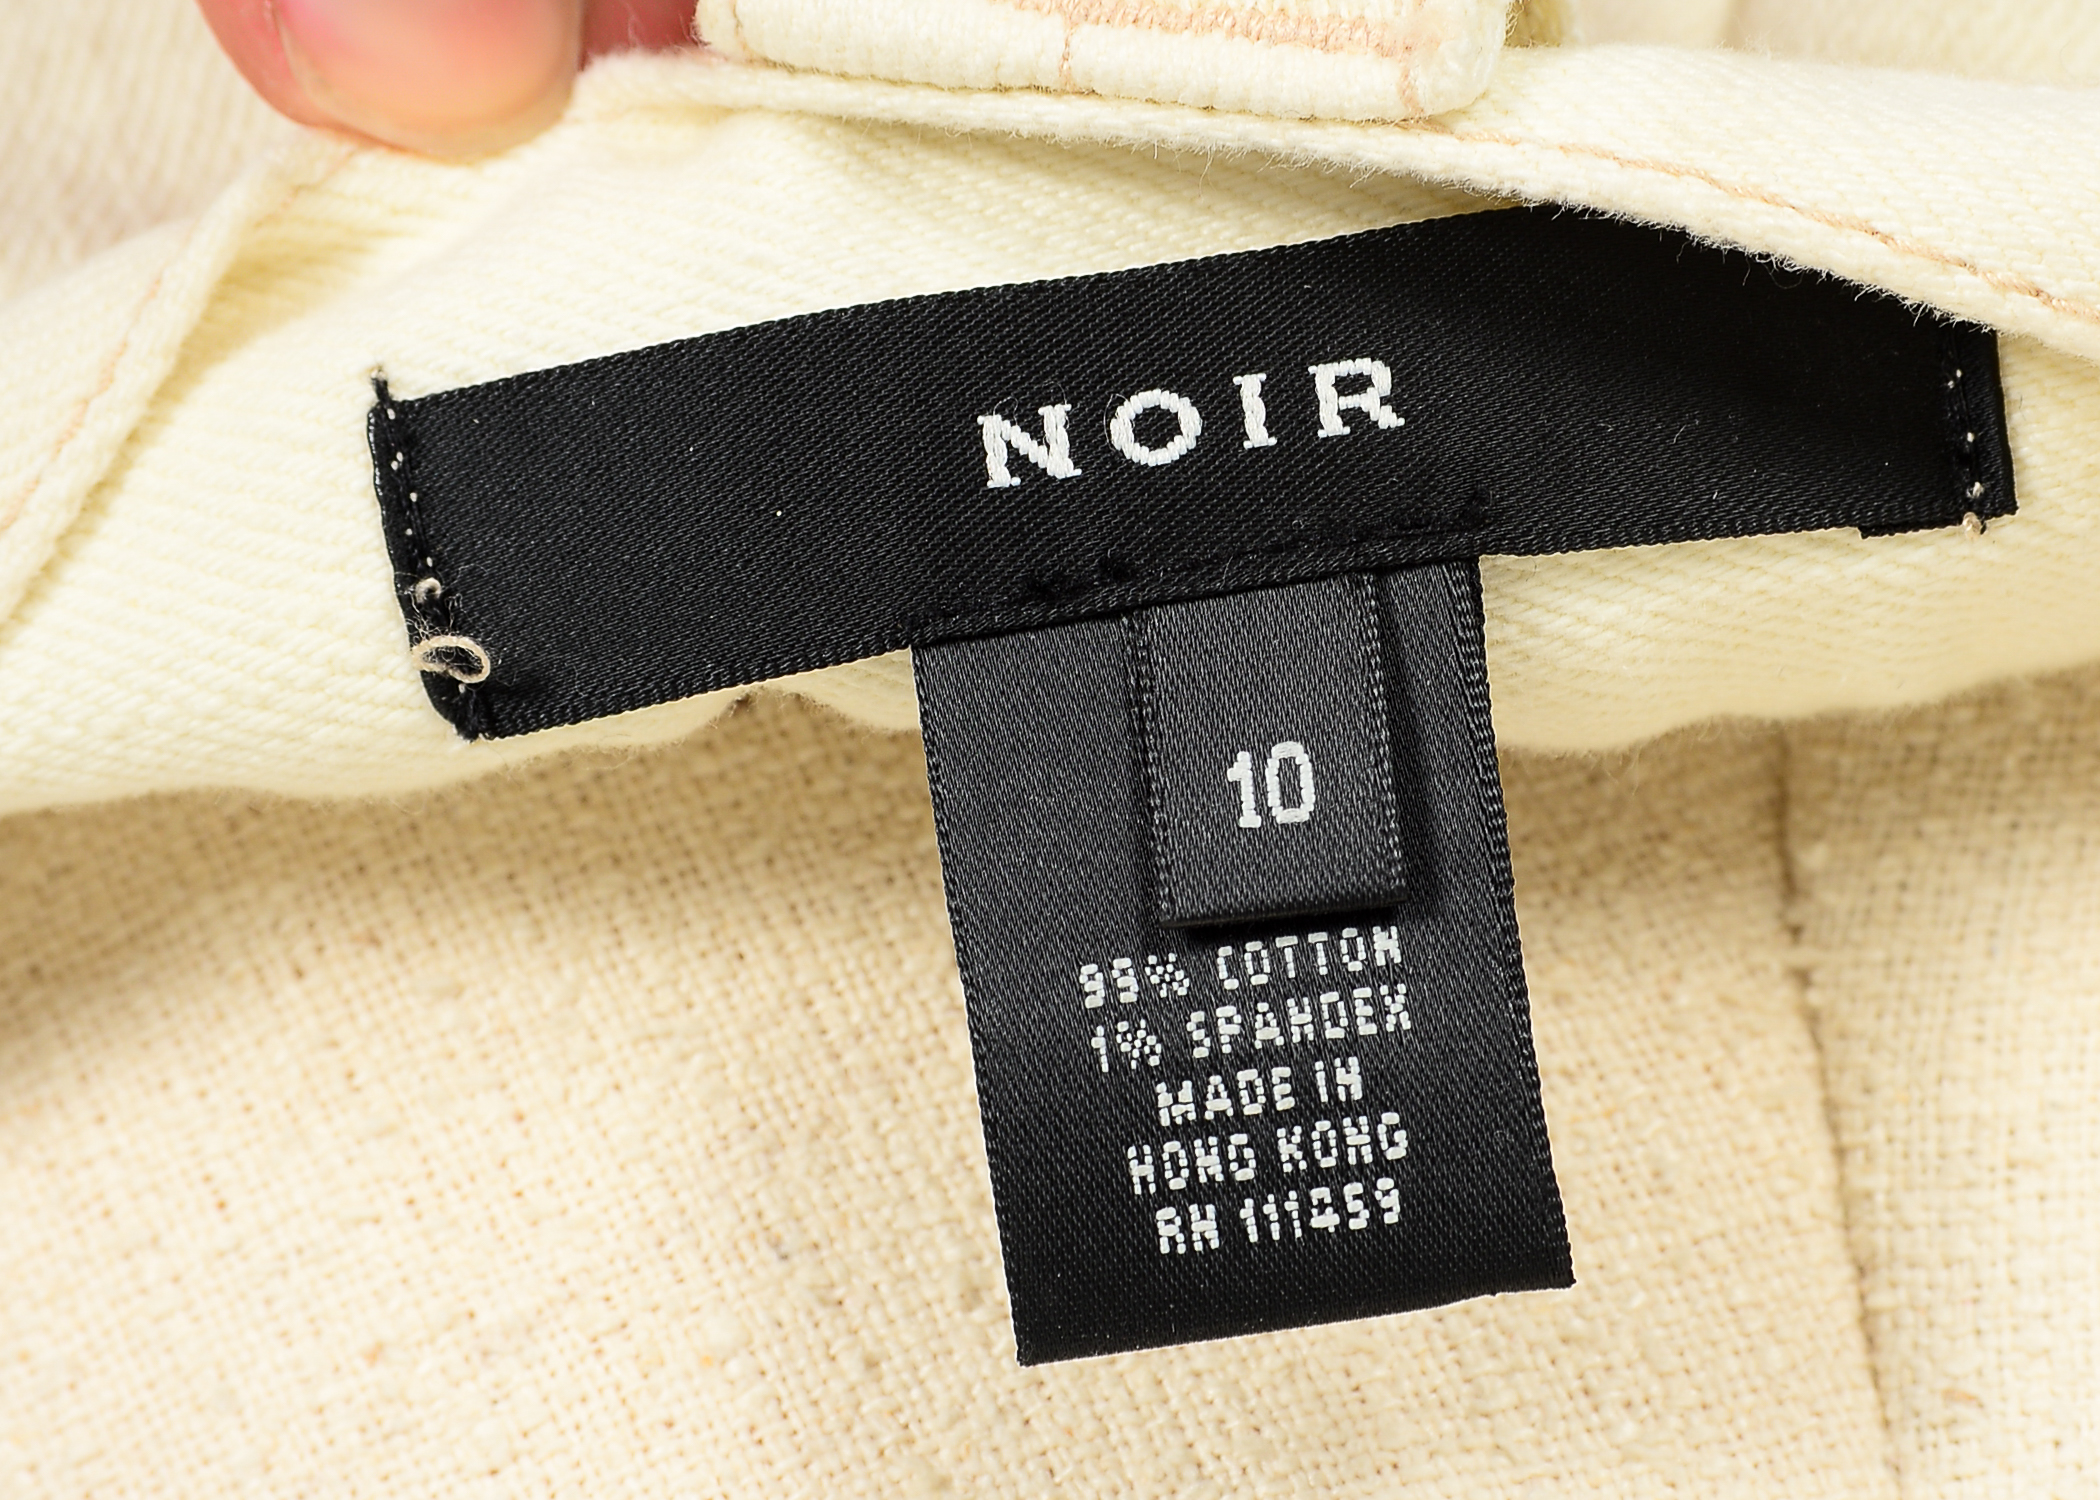 NOIR
10
99% COTTON
1% SPANDEX
MADE IN
HONG KONG
RN 111459